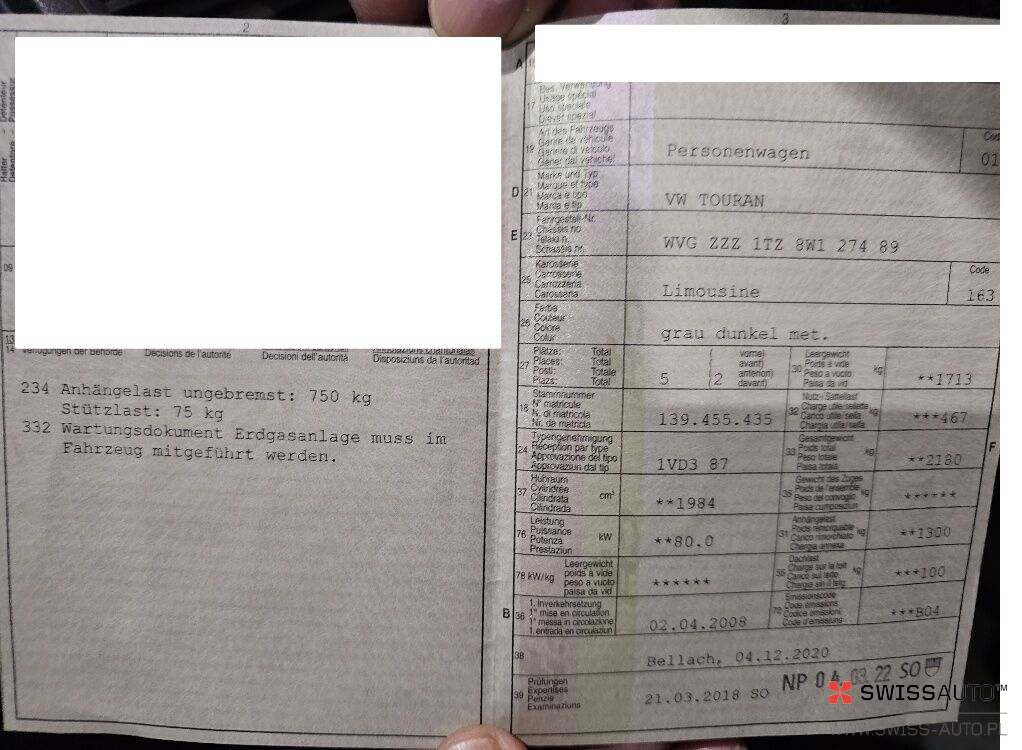 2
Halter - Détenteur
Detentore - Possessur
09
13
14 Verfügungen der Behörde Décisions de l'autorité Decisioni dell'autorità Disposiziuns da l'autoritad
234 Anhängelast ungebremst: 750 kg
Stützlast: 75 kg
332 Wartungsdokument Erdgasanlage muss im
Fahrzeug mitgeführt werden.
3
A
17 Bes. Verwendung
Usage spécial
Uso speciale
Diever spezial
19 Art des Fahrzeugs
Genre de véhicule
Genere di veicolo
Gener dal vehichel
Personenwagen
Code
01
D 21 Marke und Typ
Marque et type
Marca e tipo
Marca e tip
VW TOURAN
E 23 Fahrgestell-Nr.
Châssis no
Telaio n.
Schassis nr.
WVG ZZZ 1TZ 8W1 274 89
25 Karosserie
Carrosserie
Carrozzeria
Carossaria
Limousine
Code
163
26 Farbe
Couleur
Colore
Colur
grau dunkel met.
27 Plätze: Total
Places: Total
Posti: Totale
Plazs: Total
5 (2 vorne)
avant)
anteriori)
davant)
30 Leergewicht
Poids à vide
Peso a vuoto
Paisa da vid
kg
**1713
18 Stammnummer
N° matricule
N. di matricola
Nr. da matricla
139.455.435
32 Nutz-/Sattellast
Charge utile/sellette
Carico utile/sella
Chargia utila/sella
kg
***467
24 Typengenehmigung
Réception par type
Approvazione del tipo
Approvaziun dal tip
1VD3 87
33 Gesamtgewicht
Poids total
Peso totale
Paisa totala
kg
**2180
F
37 Hubraum
Cylindrée
Cilindrata
Cilindrada
cm³
**1984
35 Gewicht des Zuges
Poids de l'ensemble
Peso del convoglio
Paisa cumposiziun
kg
******
76 Leistung
Puissance
Potenza
Prestaziun
kW
**80.0
31 Anhängelast
Poids remorquable
Carico rimorchiato
Chargia annexa
kg
**1300
78 kW/kg Leergewicht
poids à vide
peso a vuoto
paisa da vid
******
55 Dachlast
Charge sur le toit
Carico sul tetto
Chargia sin il tetg
kg
***100
B 36 1. Inverkehrsetzung
1re mise en circulation
1a messa in circolazione
1. entrada en circulaziun
02.04.2008
72 Emissionscode
Code émissions
Codice emissioni
Code d'emissiuns
***B04
38
Bellach, 04.12.2020
39 Prüfungen
Expertises
Perizie
Examinaziuns
21.03.2018 SO
NP 04 03 22 SO
SWISSAUTO™
WWW.SWISS-AUTO.PL